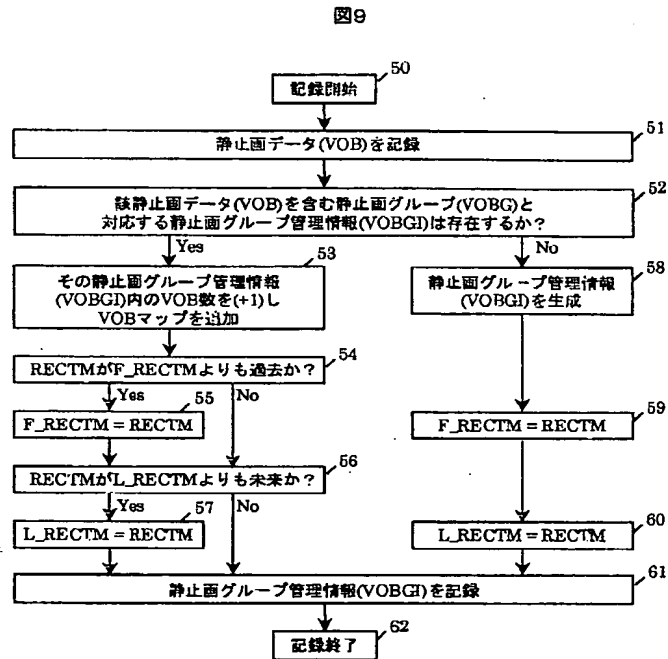 図9
50
記録開始
51
静止画データ(VOB)を記録
52
該静止画データ(VOB)を含む静止画グループ(VOBG)と
対応する静止画グループ管理情報(VOBGI)は存在するか?
Yes
No
53
その静止画グループ管理情報
(VOBGI)内のVOB数を(+1)し
VOBマップを追加
58
静止画グループ管理情報
(VOBGI)を生成
54
RECTMがF_RECTMよりも過去か?
Yes
55
No
F_RECTM = RECTM
59
F_RECTM = RECTM
56
RECTMがL_RECTMよりも未来か?
Yes
57
No
L_RECTM = RECTM
60
L_RECTM = RECTM
61
静止画グループ管理情報(VOBGI)を記録
62
記録終了